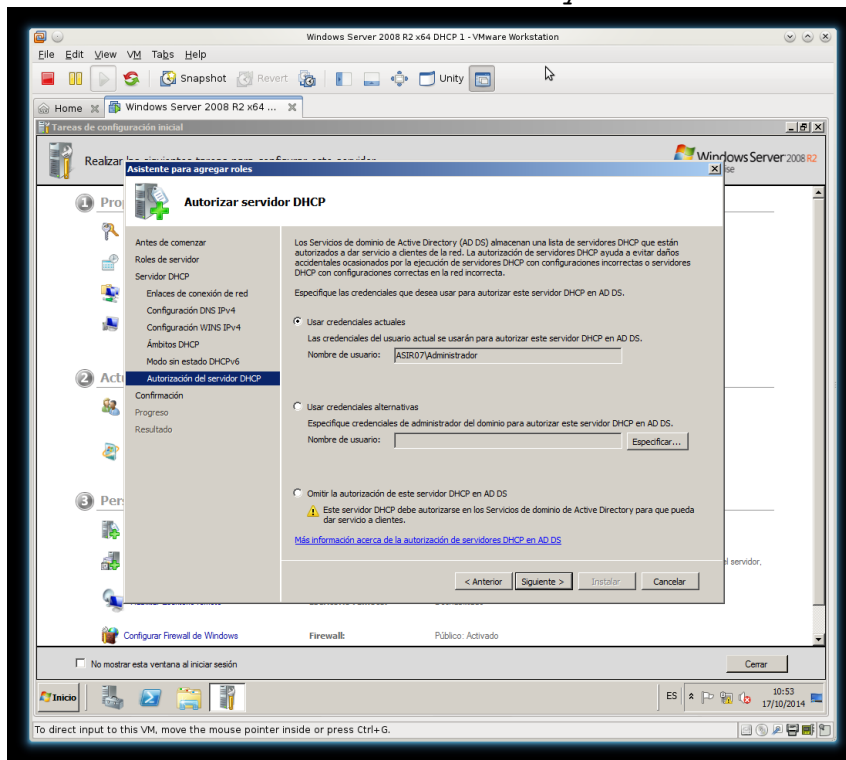 Windows Server 2008 R2 x64 DHCP 1 - VMware Workstation
File Edit View VM Tabs Help
Snapshot Revert Unity
Home Windows Server 2008 R2 x64 ...
Tareas de configuración inicial
Realizar
Windows Server 2008 R2
Asistente para agregar roles
Autorizar servidor DHCP
Antes de comenzar
Roles de servidor
Servidor DHCP
Enlaces de conexión de red
Configuración DNS IPv4
Configuración WINS IPv4
Ámbitos DHCP
Modo sin estado DHCPv6
Autorización del servidor DHCP
Confirmación
Progreso
Resultado
Los Servicios de dominio de Active Directory (AD DS) almacenan una lista de servidores DHCP que están
autorizados a dar servicio a clientes de la red. La autorización de servidores DHCP ayuda a evitar daños
accidentales ocasionados por la ejecución de servidores DHCP con configuraciones incorrectas o servidores
DHCP con configuraciones correctas en la red incorrecta.
Especifique las credenciales que desea usar para autorizar este servidor DHCP en AD DS.
Usar credenciales actuales
Las credenciales del usuario actual se usarán para autorizar este servidor DHCP en AD DS.
Nombre de usuario: ASIR07\Administrador
Usar credenciales alternativas
Especifique credenciales de administrador del dominio para autorizar este servidor DHCP en AD DS.
Nombre de usuario: Especificar...
Omitir la autorización de este servidor DHCP en AD DS
Este servidor DHCP debe autorizarse en los Servicios de dominio de Active Directory para que pueda
dar servicio a clientes.
Más información acerca de la autorización de servidores DHCP en AD DS
< Anterior Siguiente > Instalar Cancelar
1 Pro
2 Act
3 Per
l servidor,
Configurar Firewall de Windows Firewall: Público: Activado
No mostrar esta ventana al iniciar sesión Cerrar
Inicio ES 10:53
17/10/2014
To direct input to this VM, move the mouse pointer inside or press Ctrl+G.